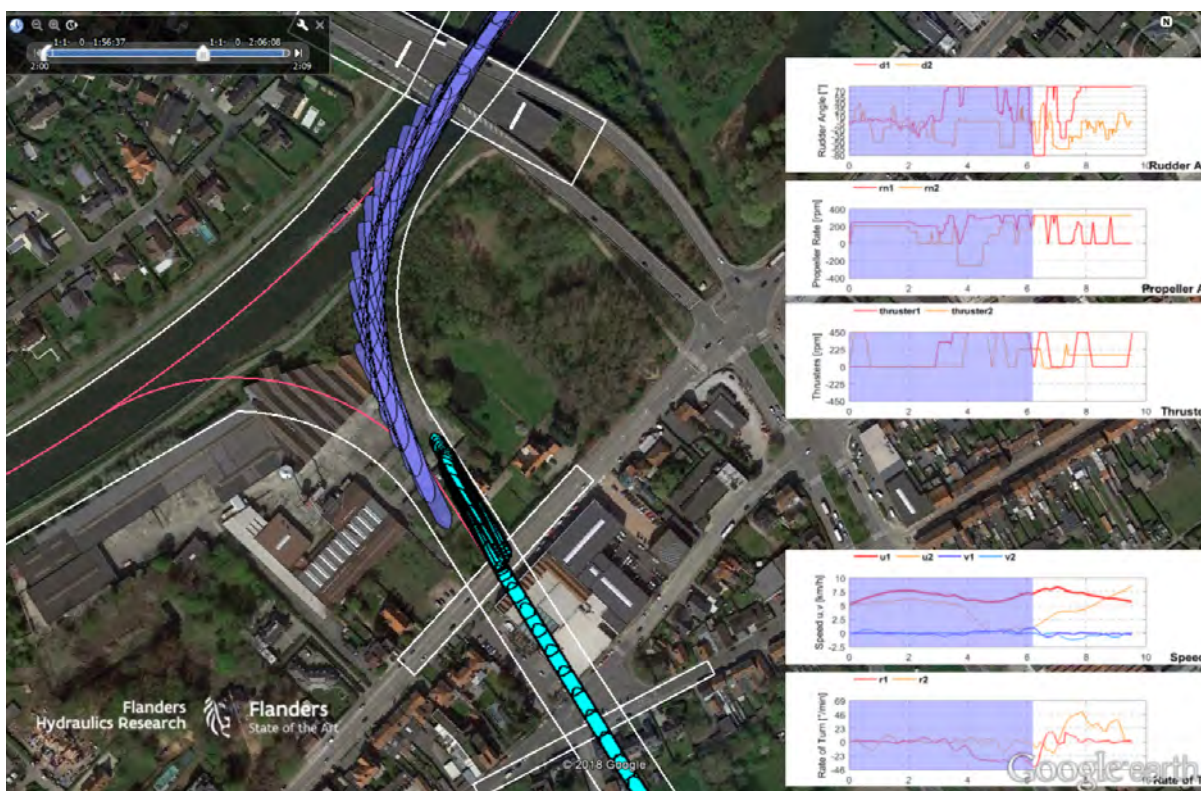 1-1- 0 1:56:37
1-1- 0 2:06:08
2:00
2:09
N
d1 d2
Rudder Angle [°]
0 2 4 6 8 10
Rudder A
rn1 rn2
Propeller Rate [rpm]
400
200
0
-200
-400
0 2 4 6 8 10
Propeller A
thruster1 thruster2
Thrusters [rpm]
450
225
0
-225
-450
0 2 4 6 8 10
Thruste
u1 u2 v1 v2
Speed u,v [km/h]
10
7.5
5
2.5
0
-2.5
0 2 4 6 8 10
Speed
r1 r2
Rate of Turn [°/min]
69
46
23
0
-23
-46
0 2 4 6 8 10
Rate of T
Flanders
Hydraulics Research
Flanders
State of the Art
© 2018 Google
Google earth